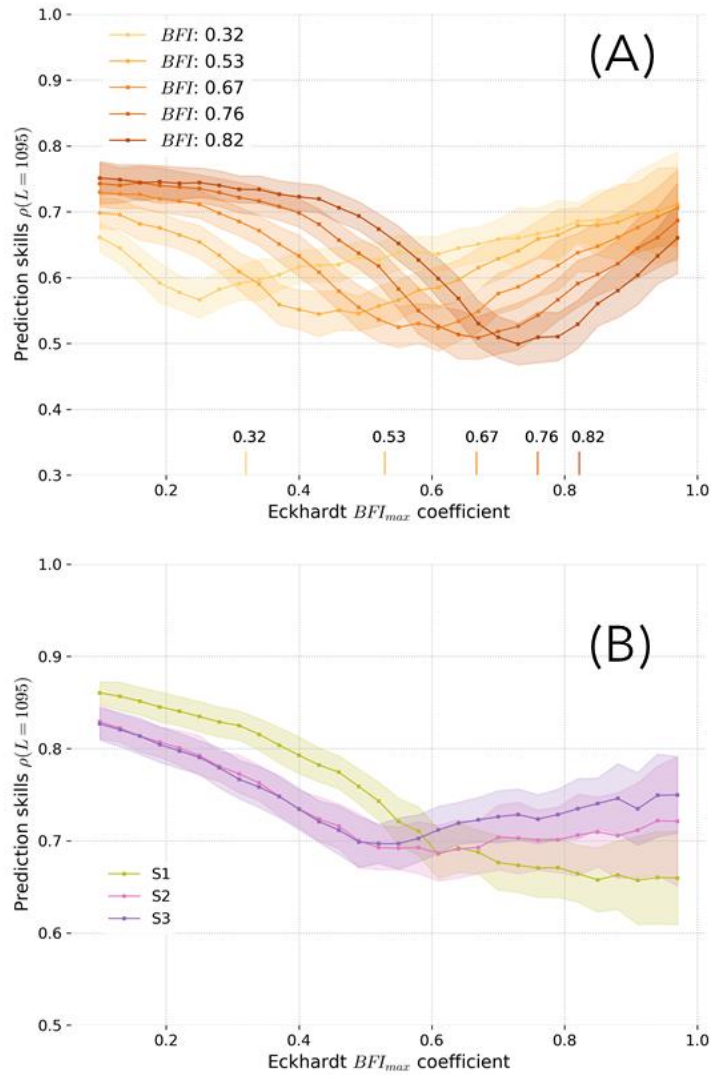 (A)
BFI: 0.32
BFI: 0.53
BFI: 0.67
BFI: 0.76
BFI: 0.82
1.0
0.9
0.8
0.7
0.6
0.5
0.4
0.3
Prediction skills ρ(L = 1095)
0.32 0.53 0.67 0.76 0.82
0.2 0.4 0.6 0.8 1.0
Eckhardt BFImax coefficient
(B)
1.0
0.9
0.8
0.7
0.6
0.5
Prediction skills ρ(L = 1095)
S1
S2
S3
0.2 0.4 0.6 0.8 1.0
Eckhardt BFImax coefficient